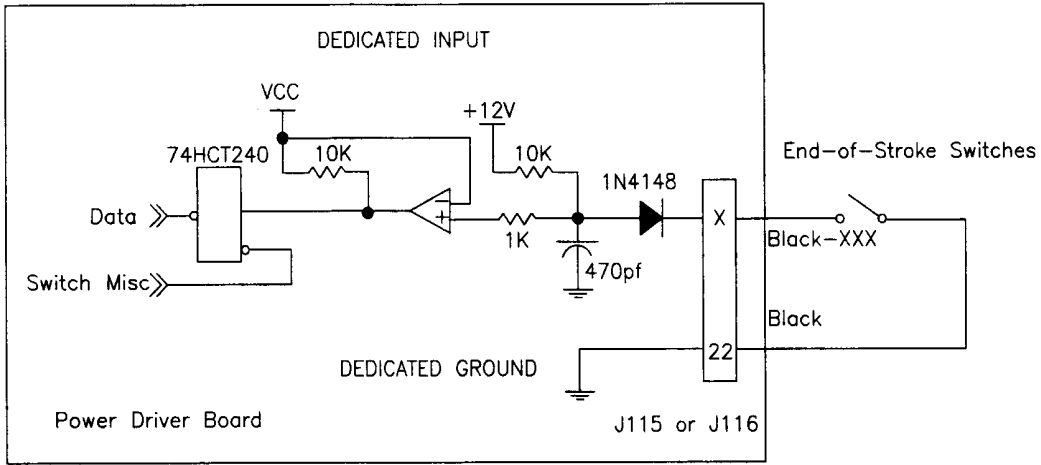 DEDICATED INPUT
VCC
+12V
74HCT240
10K
10K
End-of-Stroke Switches
1N4148
Data
−
+
X
1K
Black-XXX
470pf
Switch Misc
Black
22
DEDICATED GROUND
Power Driver Board
J115 or J116